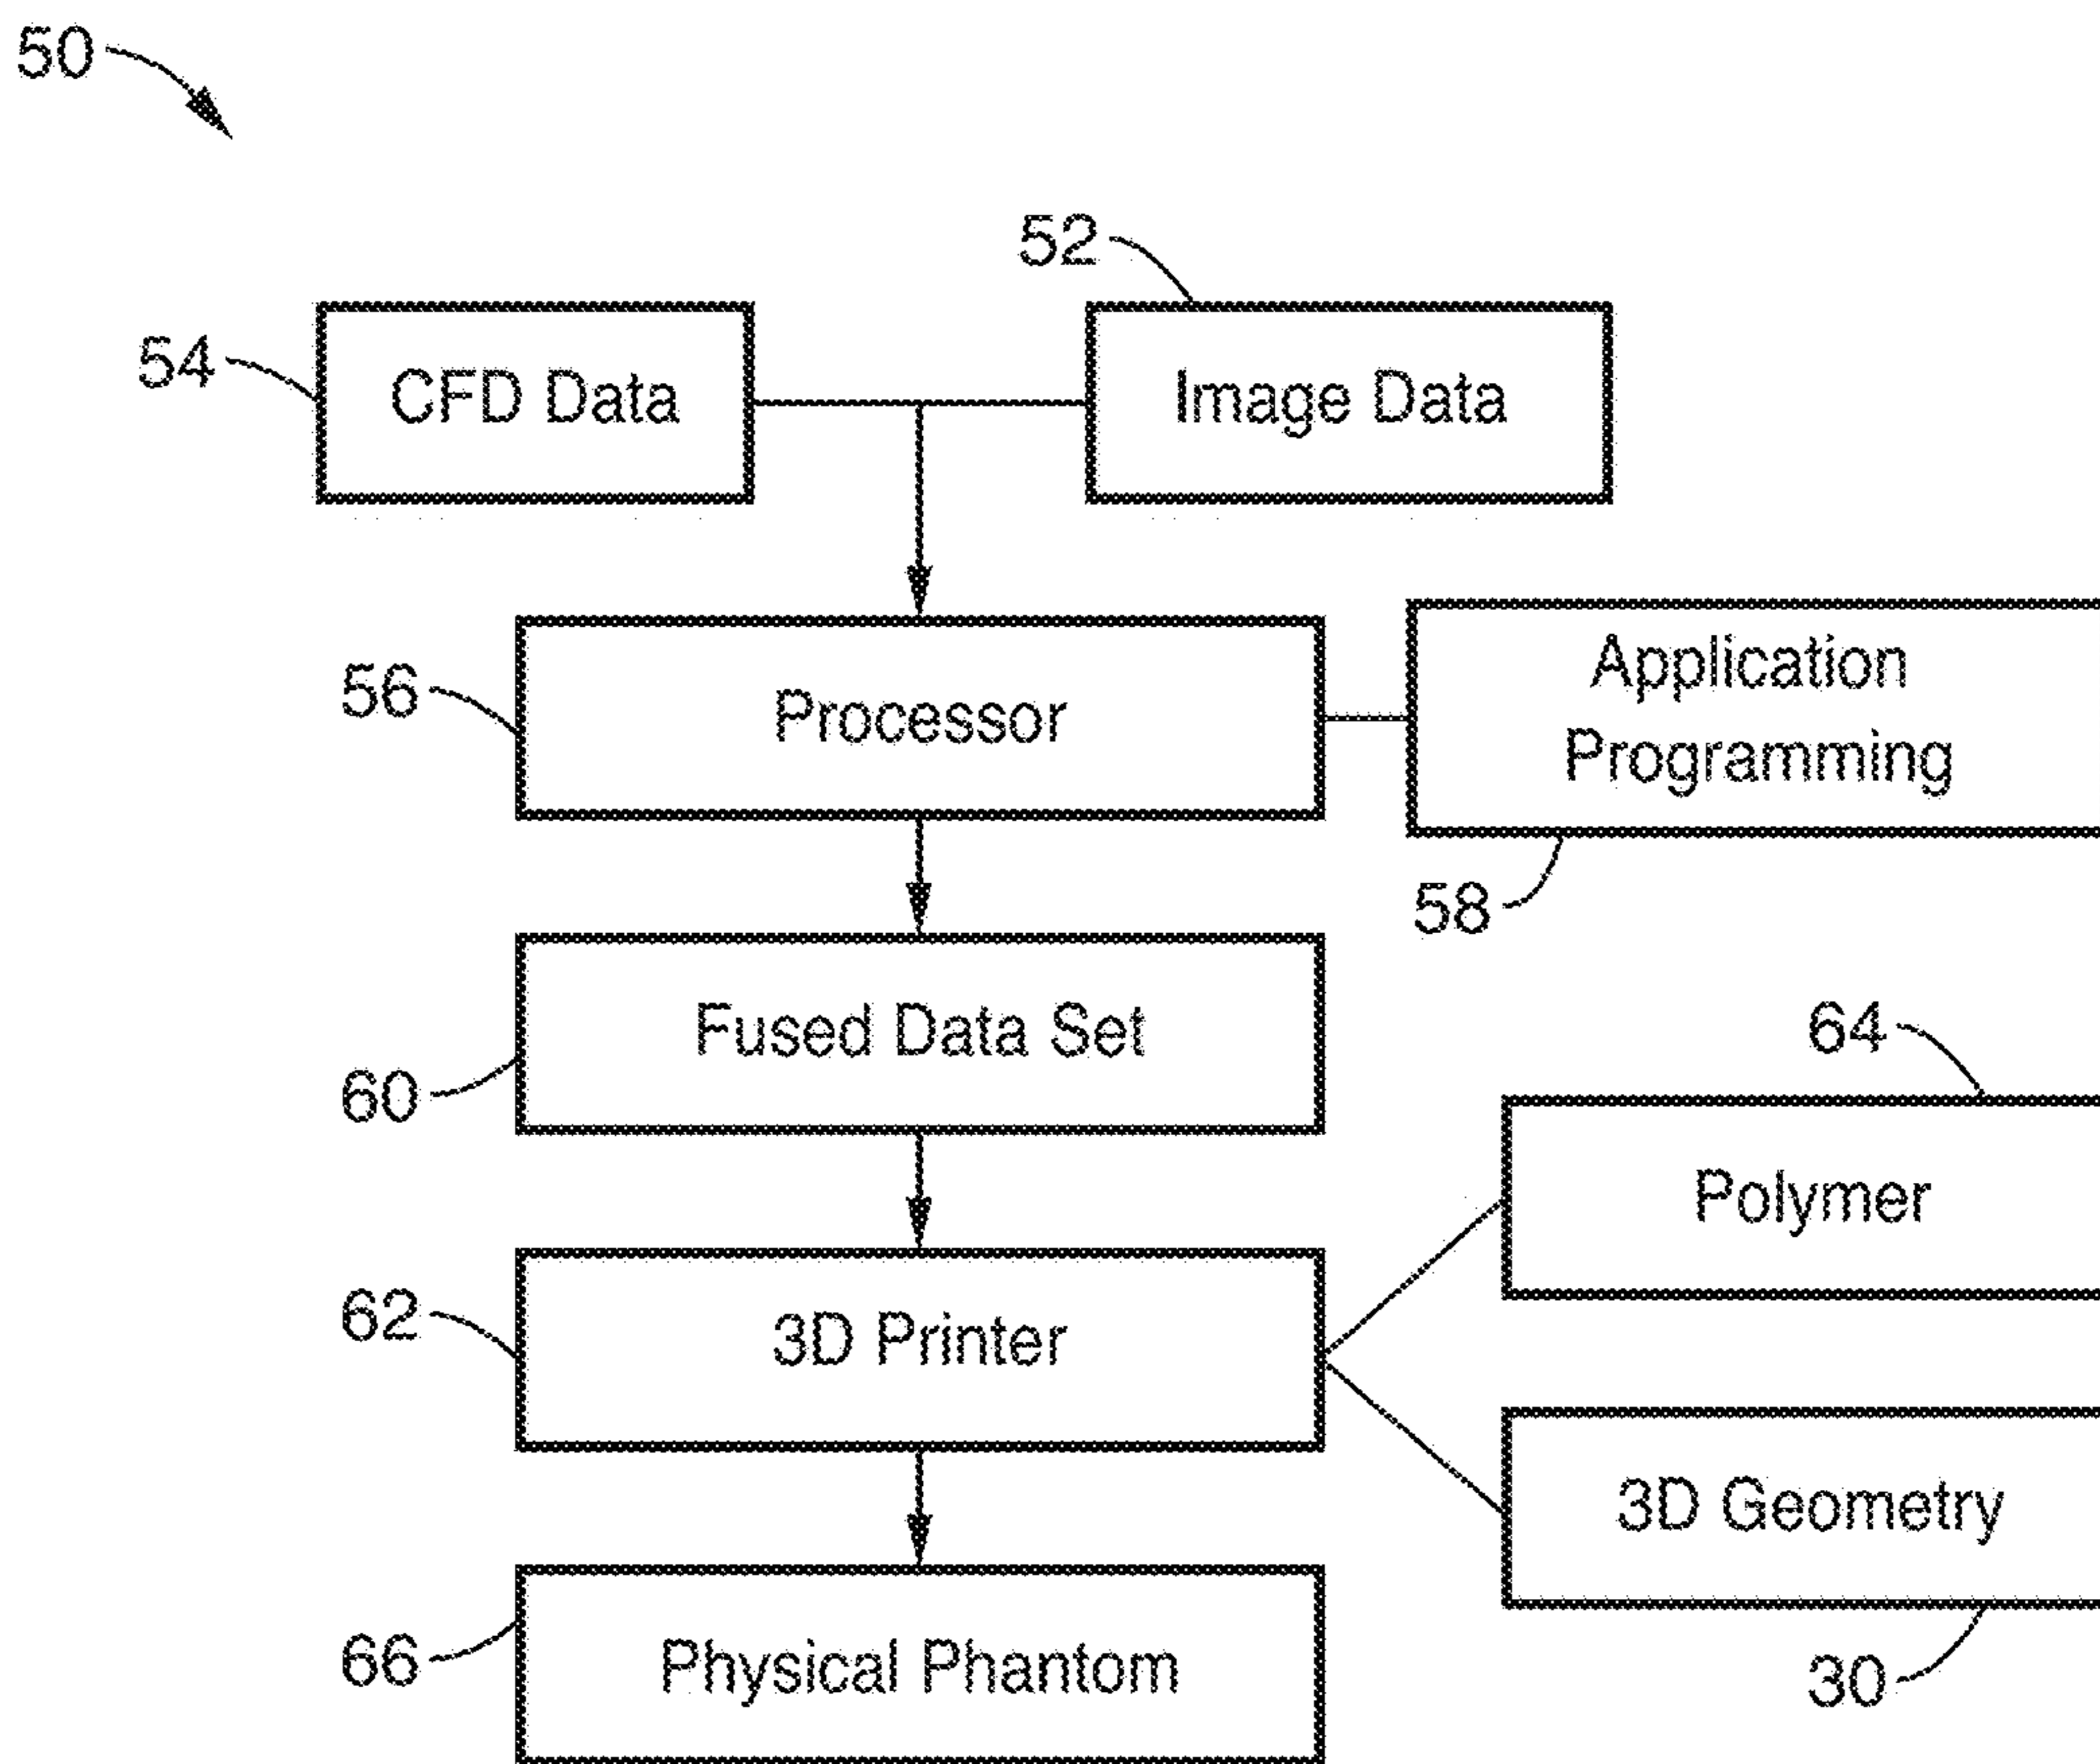 50
52
54
CFD Data
Image Data
56
Processor
Application
Programming
58
60
Fused Data Set
64
Polymer
62
3D Printer
3D Geometry
30
66
Physical Phantom